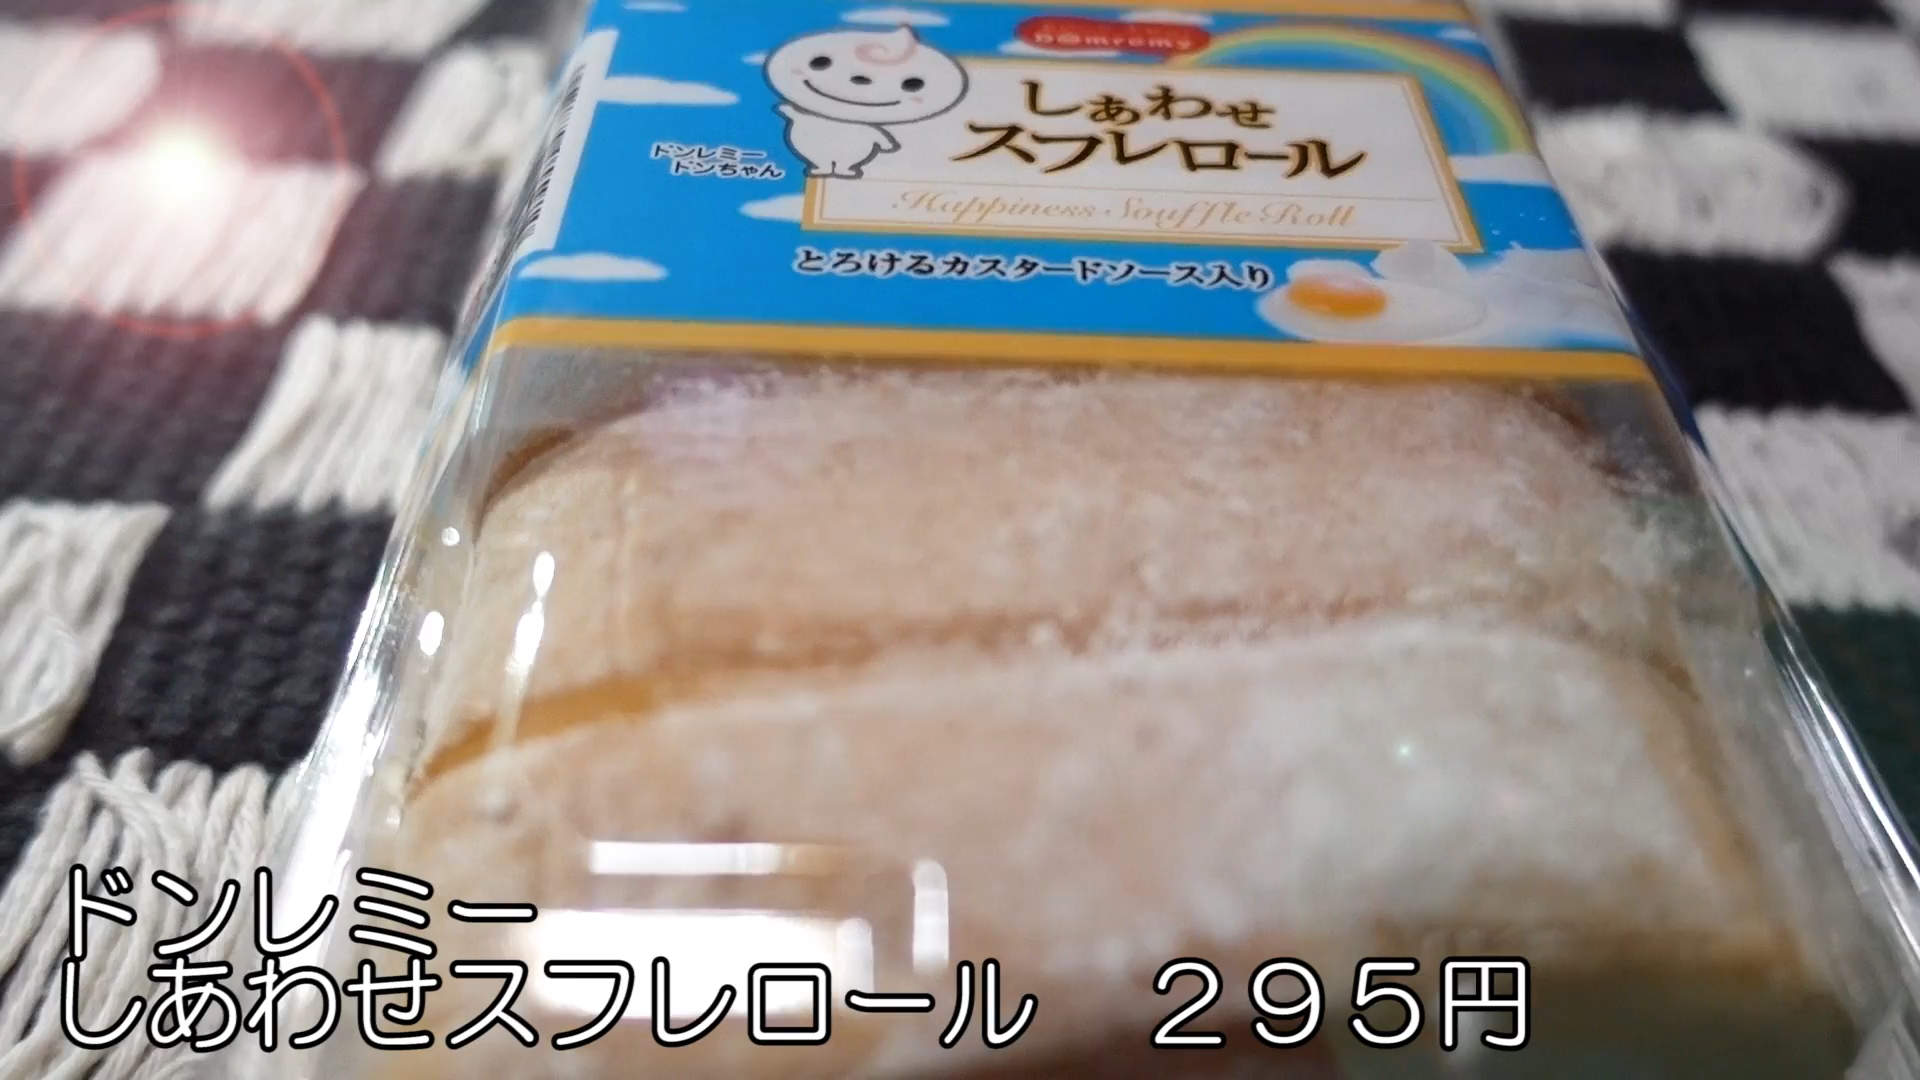 Domremy
しあわせ
スフレロール
ドンレミー
ドンちゃん
Happiness Souffle Roll
とろけるカスタードソース入り
ドンレミー
しあわせスフレロール　２９５円